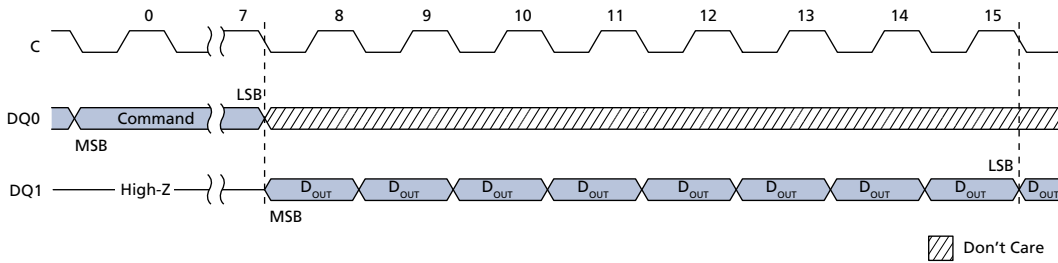 0 7 8 9 10 11 12 13 14 15
C
LSB
DQ0 Command
MSB
LSB
DQ1 High-Z DOUT DOUT DOUT DOUT DOUT DOUT DOUT DOUT DOUT
MSB
Don't Care